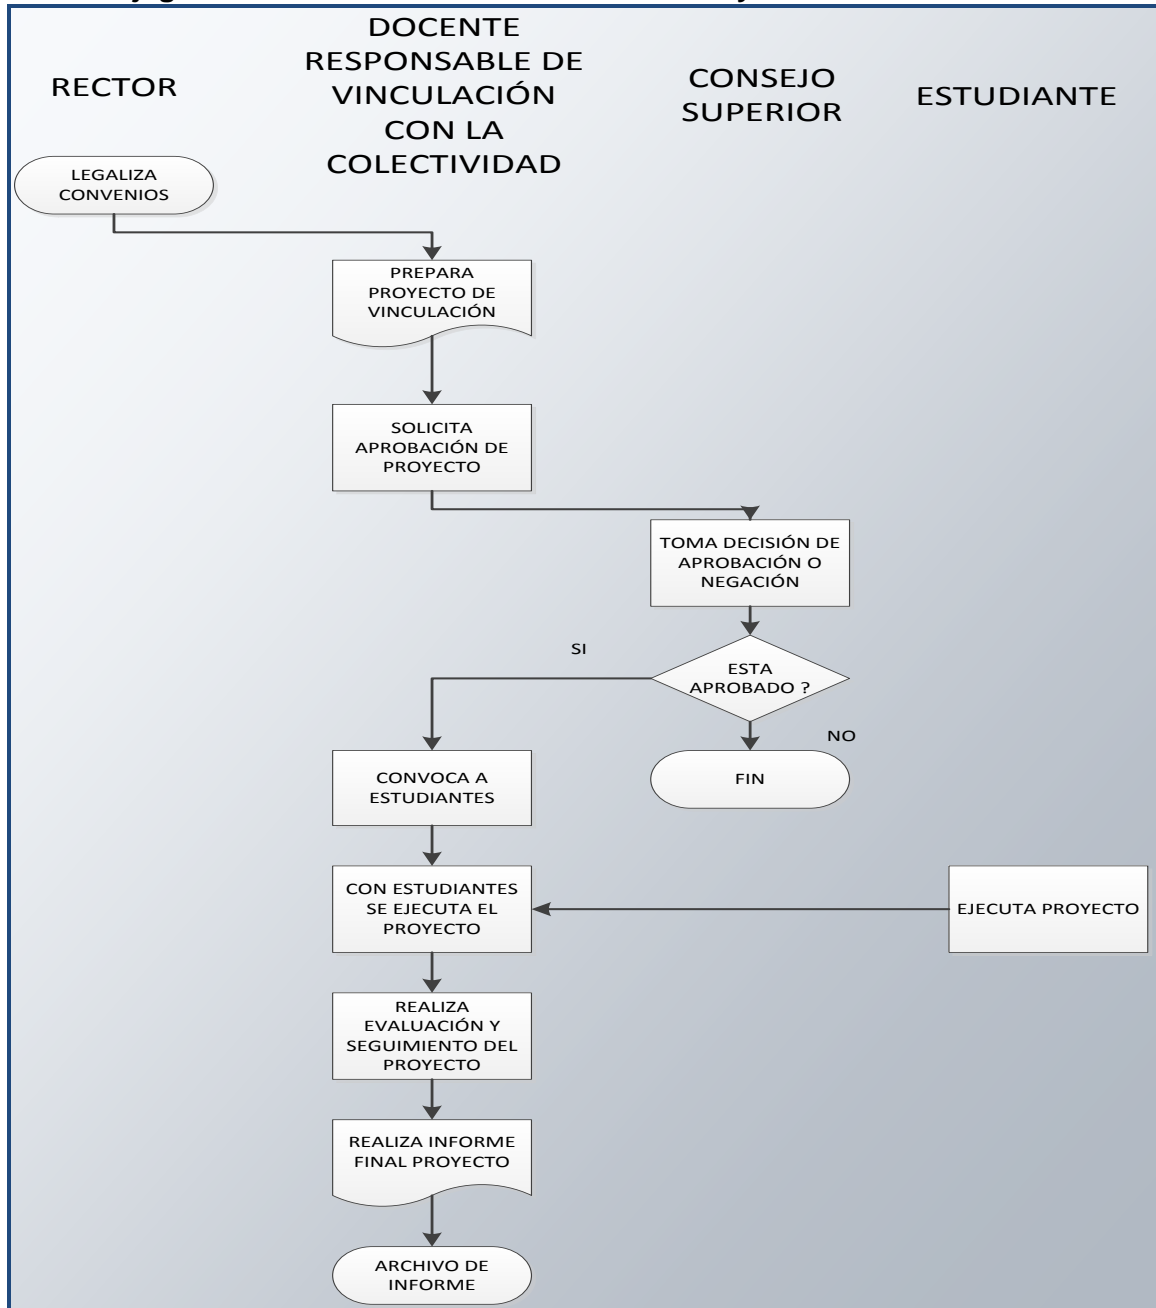 RECTOR
DOCENTE
RESPONSABLE DE
VINCULACIÓN
CON LA
COLECTIVIDAD
CONSEJO
SUPERIOR
ESTUDIANTE
LEGALIZA
CONVENIOS
PREPARA
PROYECTO DE
VINCULACIÓN
SOLICITA
APROBACIÓN DE
PROYECTO
TOMA DECISIÓN DE
APROBACIÓN O
NEGACIÓN
ESTA
APROBADO ?
SI
NO
FIN
CONVOCA A
ESTUDIANTES
CON ESTUDIANTES
SE EJECUTA EL
PROYECTO
EJECUTA PROYECTO
REALIZA
EVALUACIÓN Y
SEGUIMIENTO DEL
PROYECTO
REALIZA INFORME
FINAL PROYECTO
ARCHIVO DE
INFORME